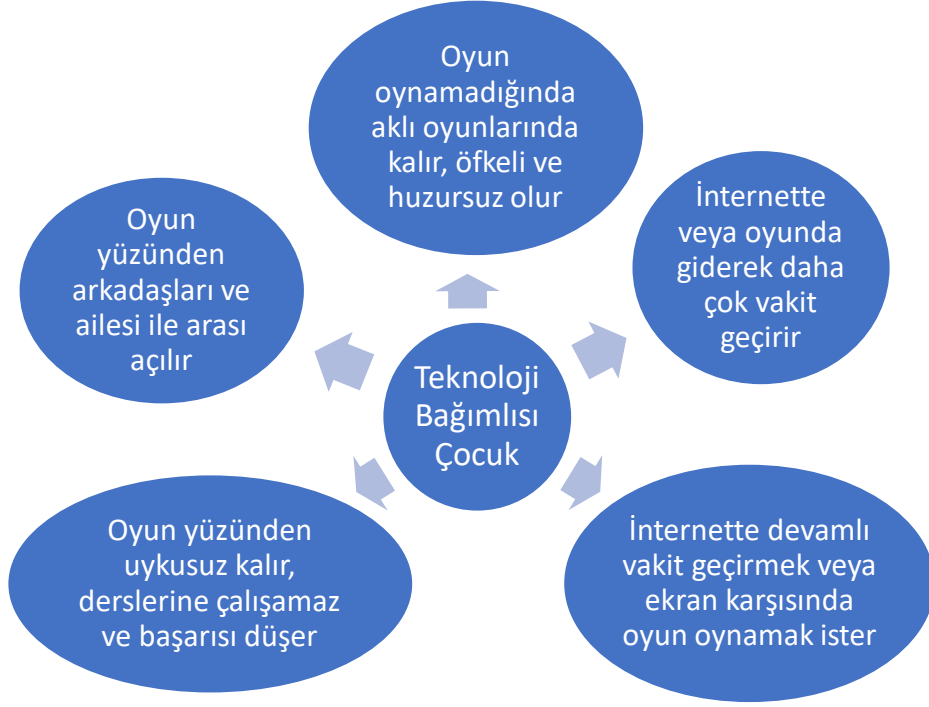 Oyun
oynamadığında
aklı oyunlarında
kalır, öfkeli ve
huzursuz olur
İnternette
veya oyunda
giderek daha
çok vakit
geçirir
Oyun
yüzünden
arkadaşları ve
ailesi ile arası
açılır
Teknoloji
Bağımlısı
Çocuk
Oyun yüzünden
uykusuz kalır,
derslerine çalışamaz
ve başarısı düşer
İnternette devamlı
vakit geçirmek veya
ekran karşısında
oyun oynamak ister